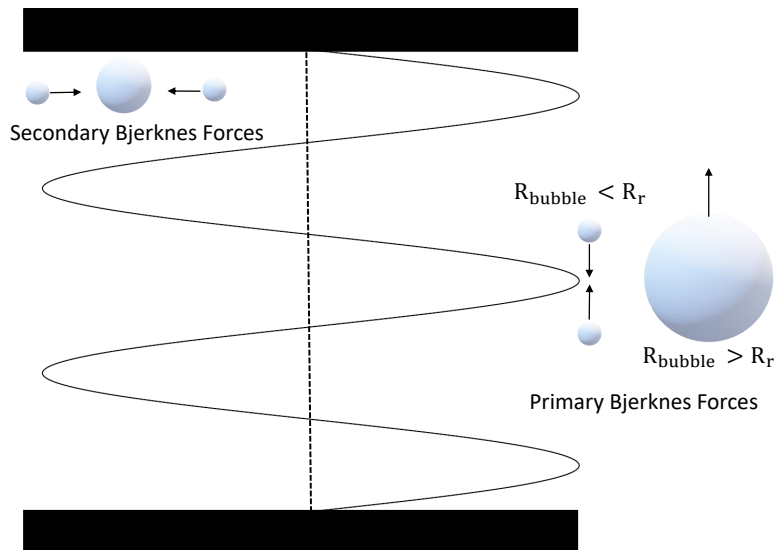 Secondary Bjerknes Forces
R_bubble < R_r
R_bubble > R_r
Primary Bjerknes Forces